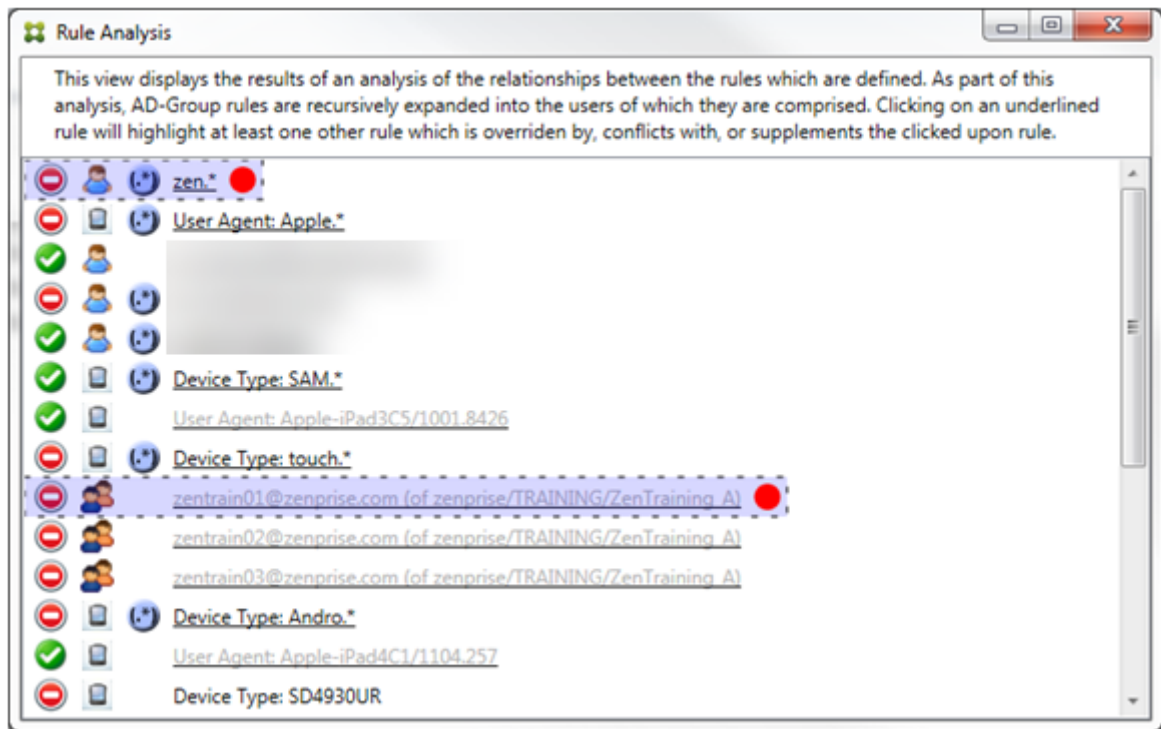 Rule Analysis
This view displays the results of an analysis of the relationships between the rules which are defined. As part of this
analysis, AD-Group rules are recursively expanded into the users of which they are comprised. Clicking on an underlined
rule will highlight at least one other rule which is overriden by, conflicts with, or supplements the clicked upon rule.
(.*) zen.*
(.*) User Agent: Apple.*
(.*)
(.*)
(.*) Device Type: SAM.*
User Agent: Apple-iPad3C5/1001.8426
(.*) Device Type: touch.*
zentrain01@zenprise.com (of zenprise/TRAINING/ZenTraining_A)
zentrain02@zenprise.com (of zenprise/TRAINING/ZenTraining_A)
zentrain03@zenprise.com (of zenprise/TRAINING/ZenTraining_A)
(.*) Device Type: Andro.*
User Agent: Apple-iPad4C1/1104.257
Device Type: SD4930UR